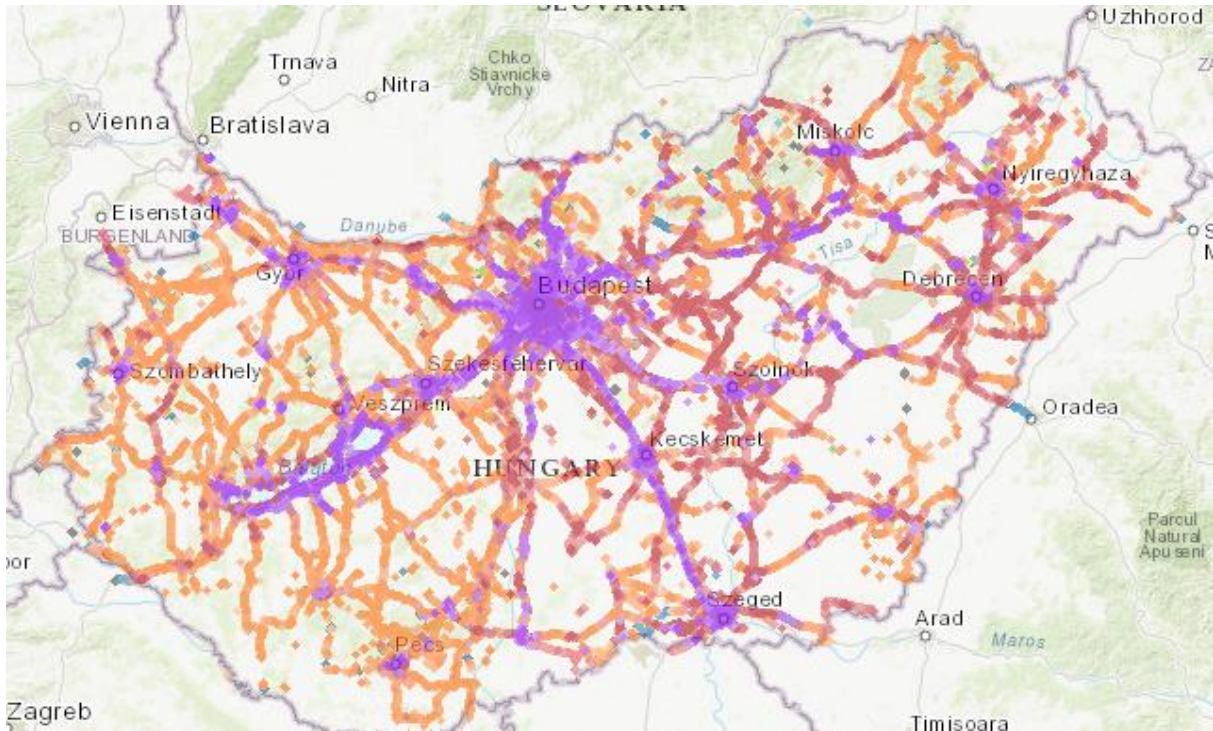 SLOVAKIA
Uzhhorod
Trnava
Chko
Stiavnicke
Vrchy
Nitra
Vienna
Bratislava
Miskolc
Nyiregyhaza
Eisenstadt
BURGENLAND
Danube
Gyor
Tisa
Budapest
Debrecen
Szombathely
Szekesfehervar
Szolnok
Veszprem
Oradea
Kecskemet
Balaton
HUNGARY
Parcul
Natural
Apuseni
Szeged
Arad
Maros
Pecs
Zagreb
Timisoara